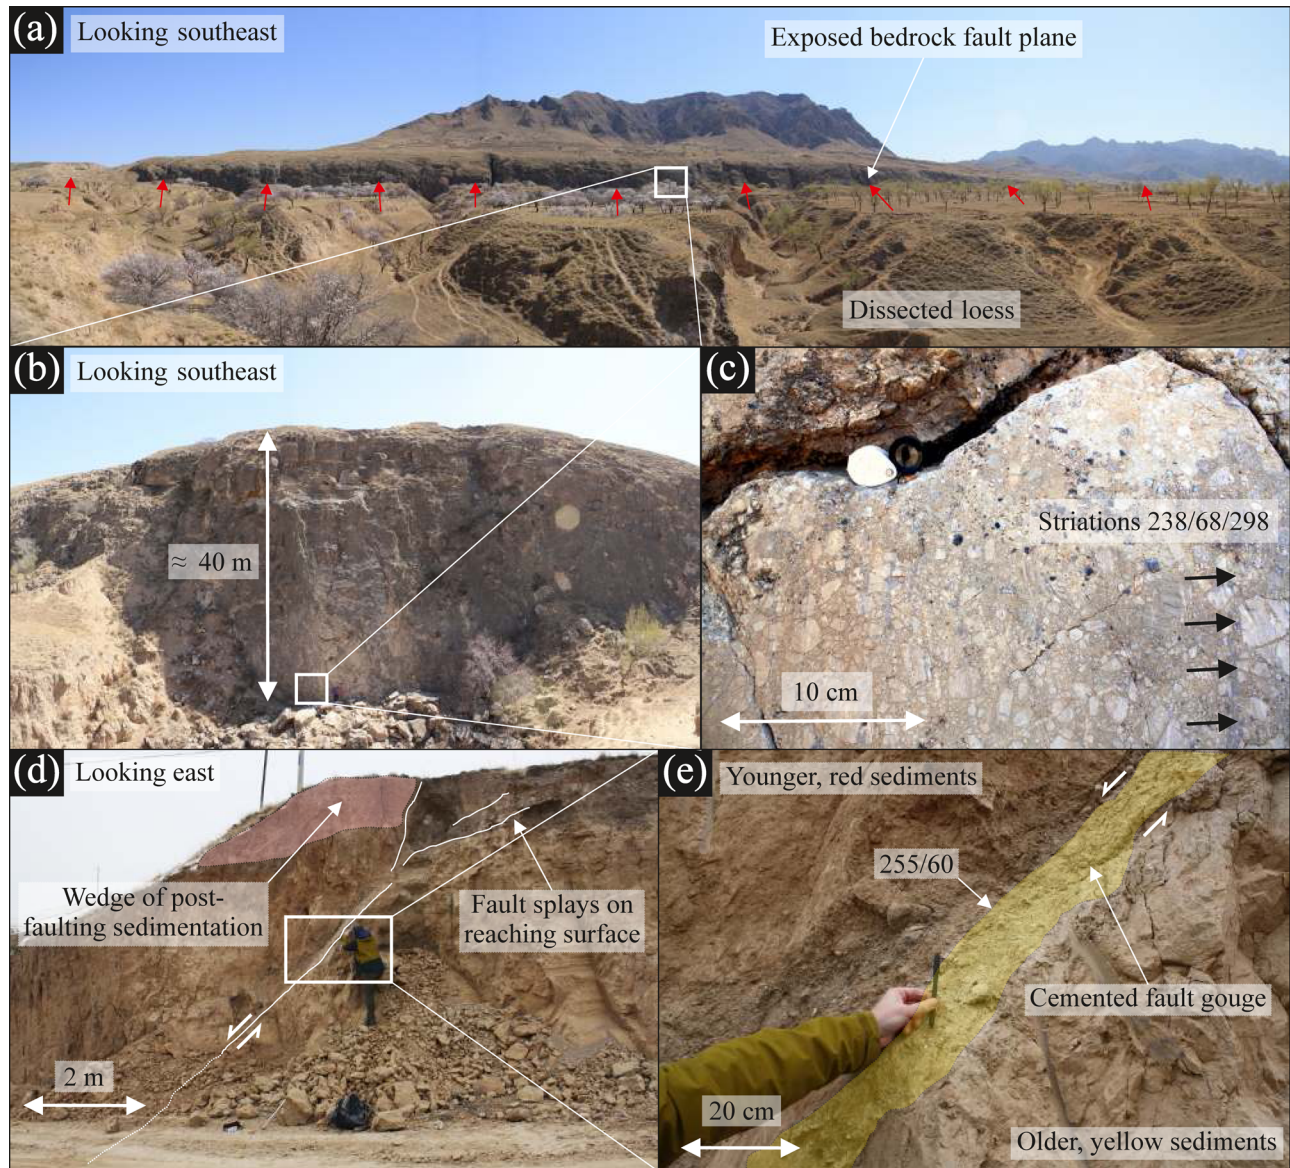 (a)
Looking southeast
Exposed bedrock fault plane
Dissected loess
(b)
Looking southeast
≈ 40 m
(c)
Striations 238/68/298
10 cm
(d)
Looking east
Wedge of post-
faulting sedimentation
Fault splays on
reaching surface
2 m
(e)
Younger, red sediments
255/60
Cemented fault gouge
20 cm
Older, yellow sediments